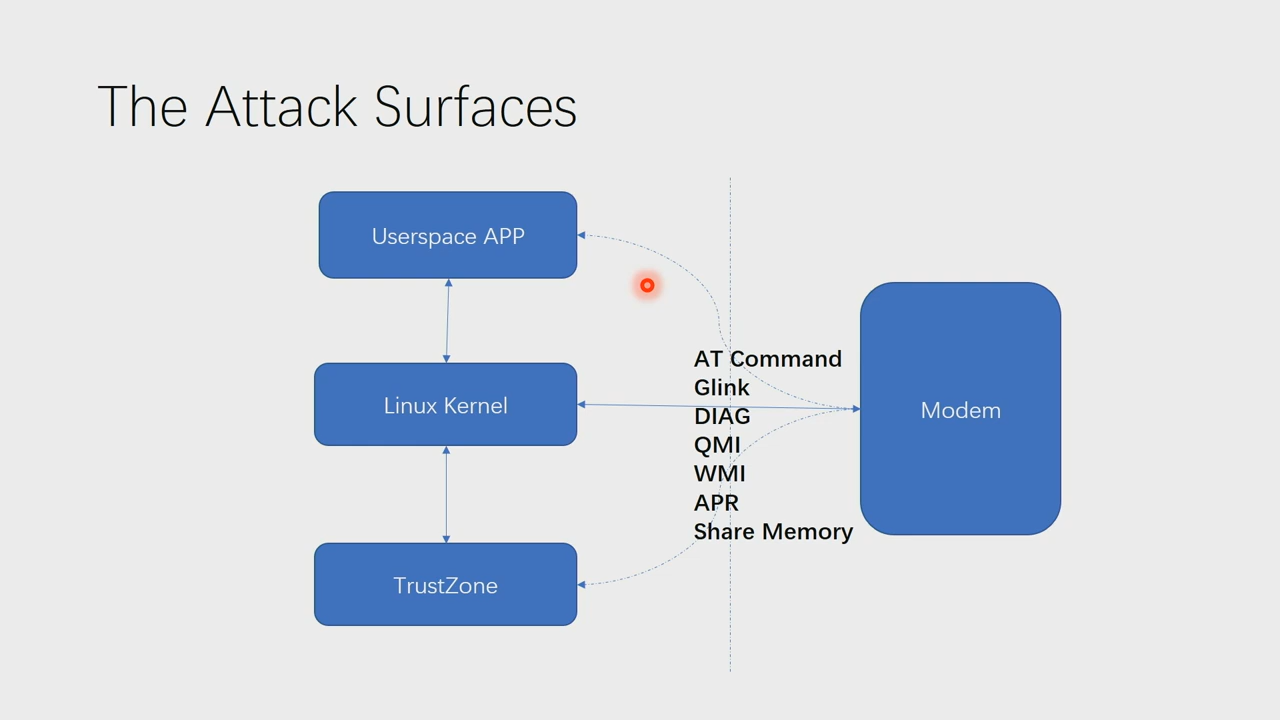 The Attack Surfaces
Userspace APP
Linux Kernel
TrustZone
AT Command
Glink
DIAG
QMI
WMI
APR
Share Memory
Modem